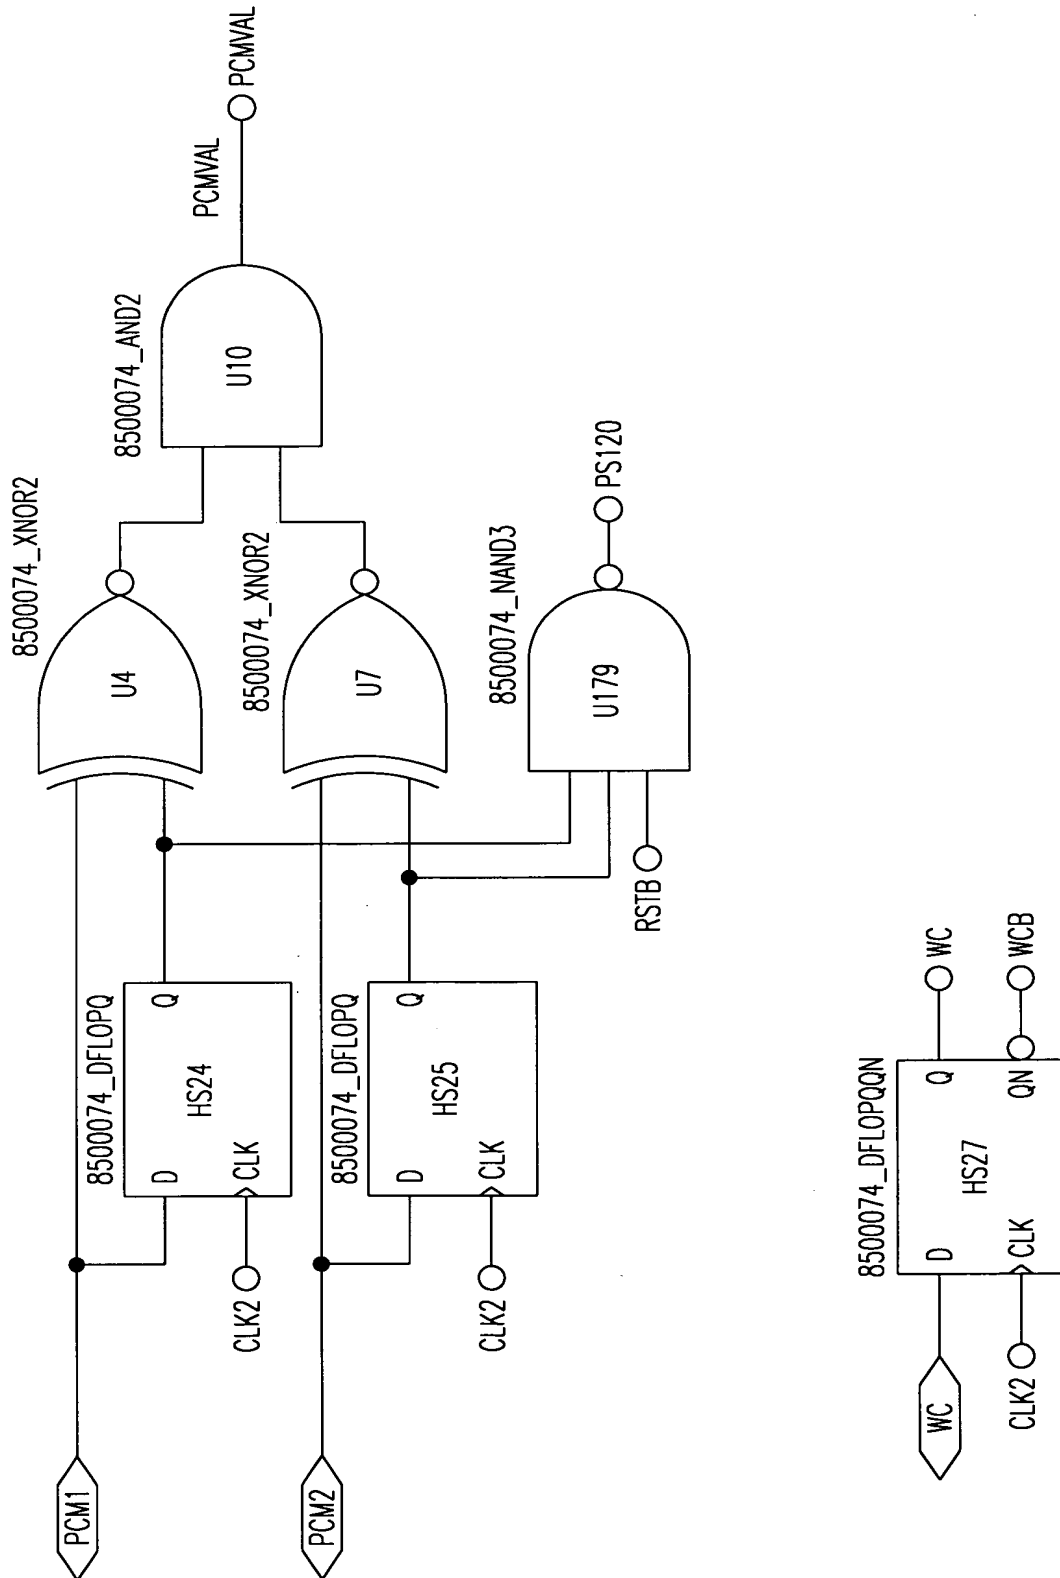 PCM1
8500074_DFLOPQ
D
Q
HS24
CLK
CLK2
8500074_XNOR2
U4
8500074_AND2
U10
PCMVAL
PCMVAL
PCM2
8500074_DFLOPQ
D
Q
HS25
CLK
CLK2
8500074_XNOR2
U7
8500074_NAND3
U179
PS120
RSTB
8500074_DFLOPQQN
WC
D
Q
WC
HS27
CLK2
CLK
QN
WCB